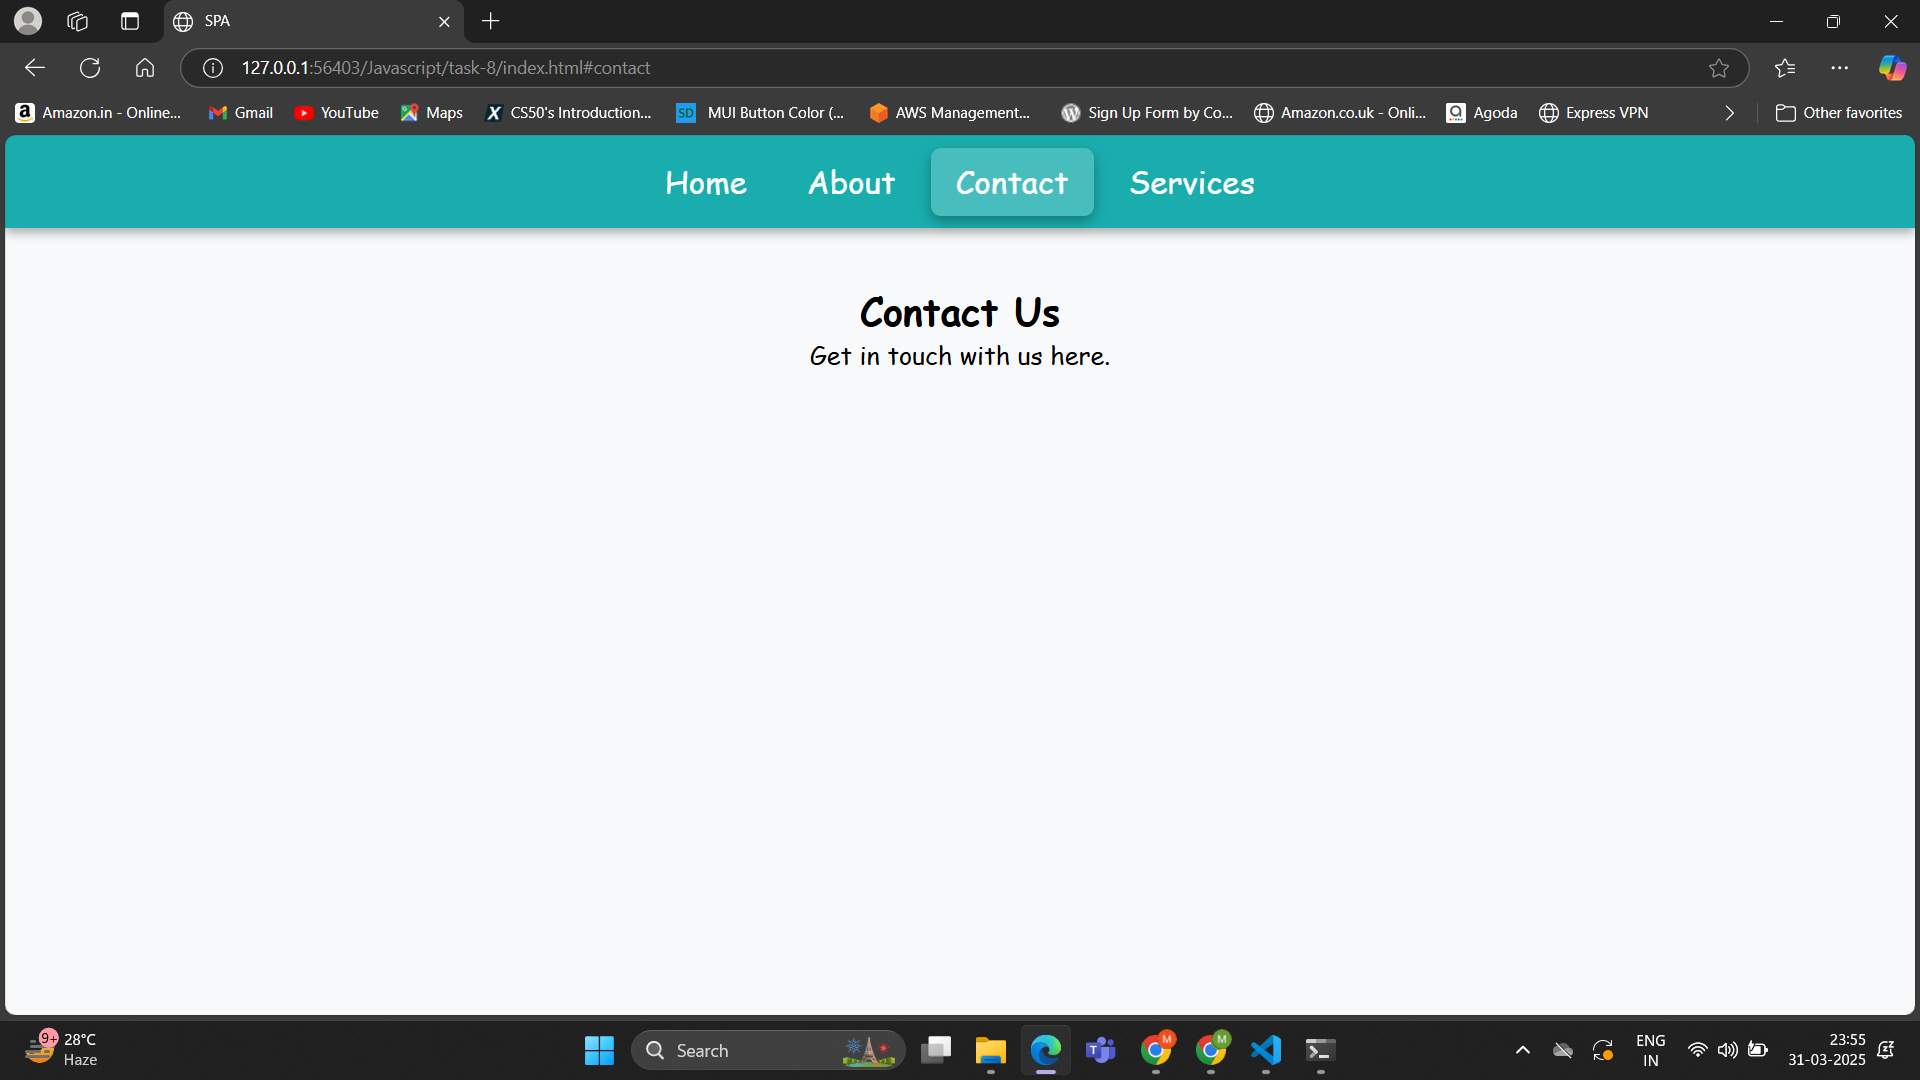 SPA
127.0.0.1:56403/Javascript/task-8/index.html#contact
Amazon.in - Online... Gmail YouTube Maps CS50's Introduction... SD MUI Button Color (... AWS Management... Sign Up Form by Co... Amazon.co.uk - Onli... Agoda Express VPN Other favorites
Home About Contact Services
Contact Us
Get in touch with us here.
9+ 28°C
Haze
Search
M M
ENG
IN
23:55
31-03-2025